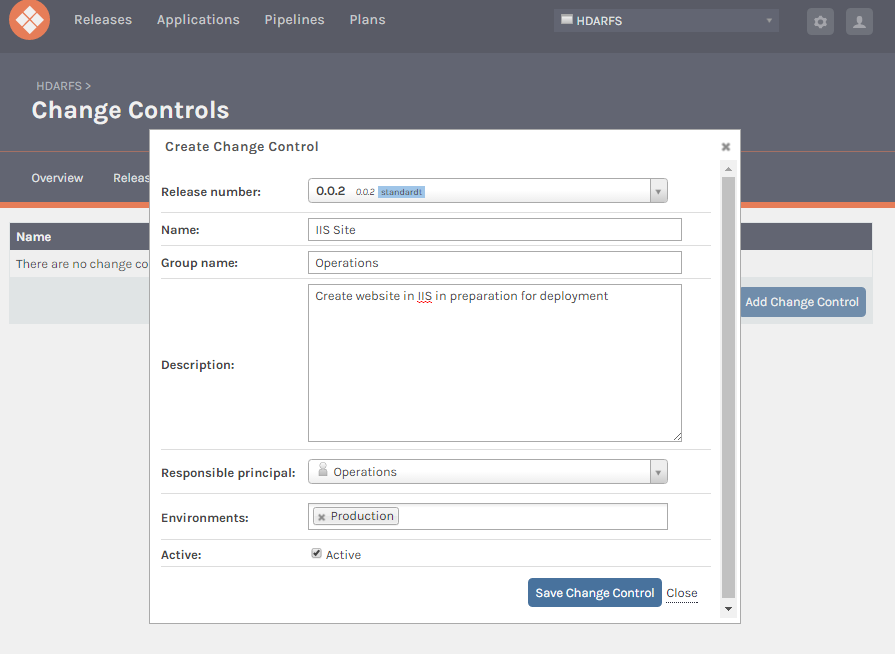 Releases Applications Pipelines Plans HDARFS
HDARFS >
Change Controls
Create Change Control
Overview Releas
Release number: 0.0.2 0.0.2 standardt
Name
Name: IIS Site
There are no change co
Group name: Operations
Add Change Control
Description: Create website in IIS in preparation for deployment
Responsible principal: Operations
Environments: Production
Active: Active
Save Change Control Close